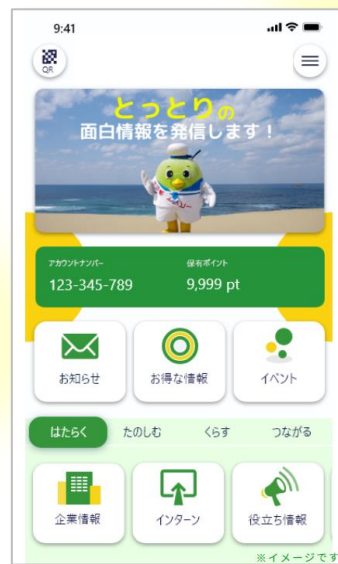 9:41
QR
とっとりの
面白情報を発信します！
アカウントナンバー 保有ポイント
123-345-789 9,999 pt
お知らせ お得な情報 イベント
はたらく たのしむ くらす つながる
企業情報 インターン 役立ち情報
※イメージです